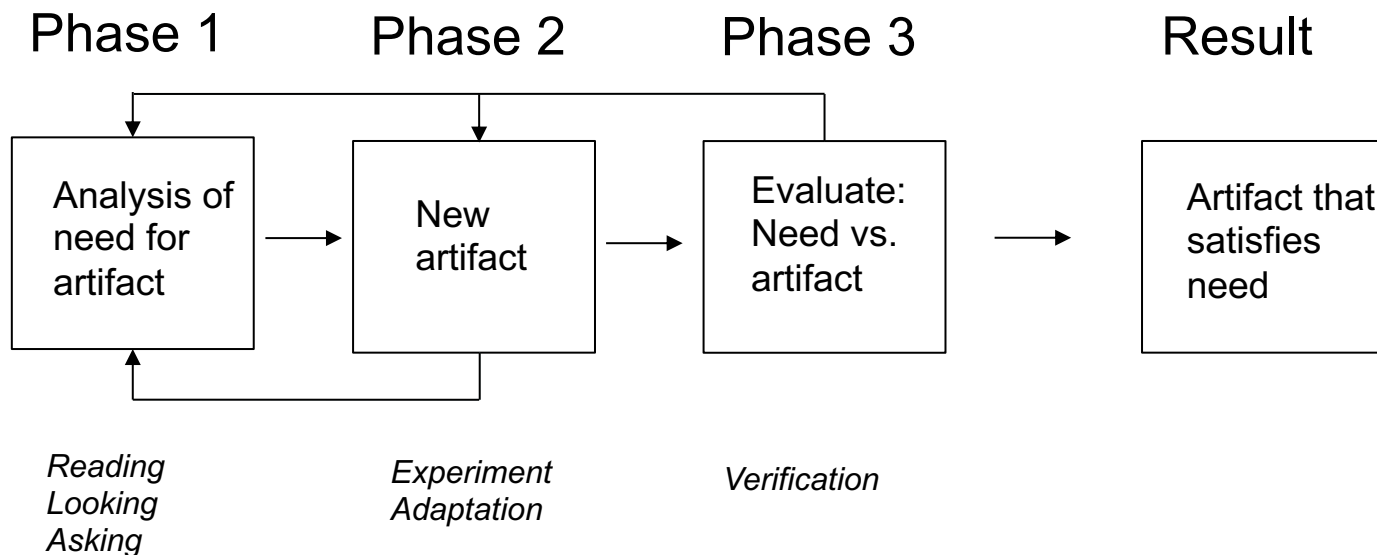 Phase 1
Phase 2
Phase 3
Result
Analysis of
need for
artifact
New
artifact
Evaluate:
Need vs.
artifact
Artifact that
satisfies
need
Reading
Looking
Asking
Experiment
Adaptation
Verification